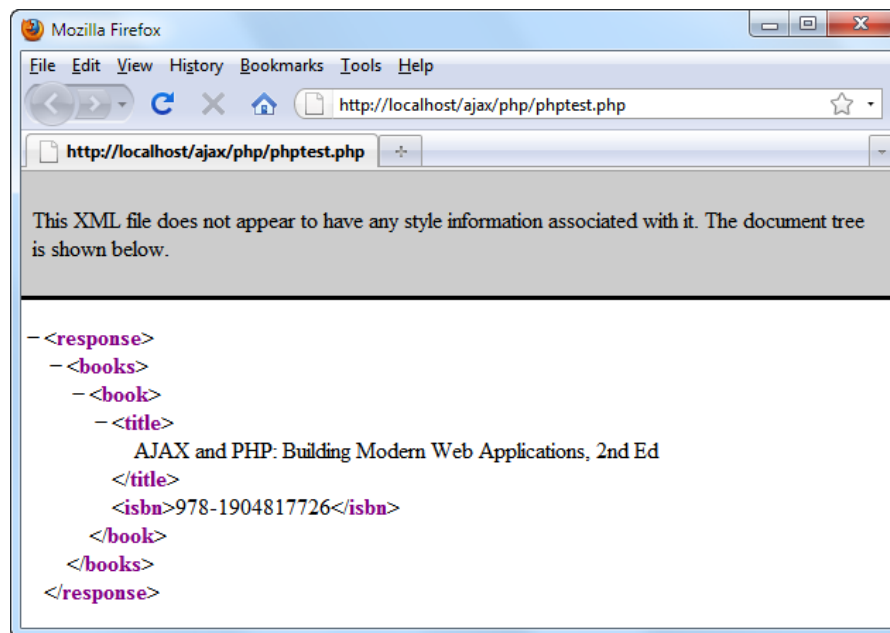 Mozilla Firefox
File Edit View History Bookmarks Tools Help
http://localhost/ajax/php/phptest.php
http://localhost/ajax/php/phptest.php
This XML file does not appear to have any style information associated with it. The document tree
is shown below.
− <response>
− <books>
− <book>
− <title>
AJAX and PHP: Building Modern Web Applications, 2nd Ed
</title>
<isbn>978-1904817726</isbn>
</book>
</books>
</response>